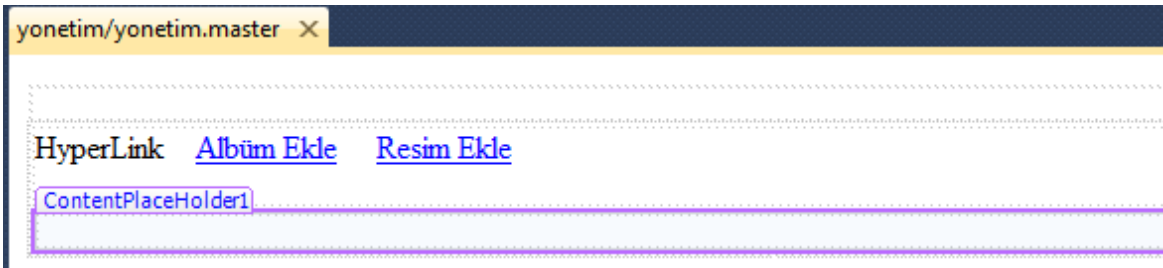 yonetim/yonetim.master ×
HyperLink Albüm Ekle Resim Ekle
ContentPlaceHolder1